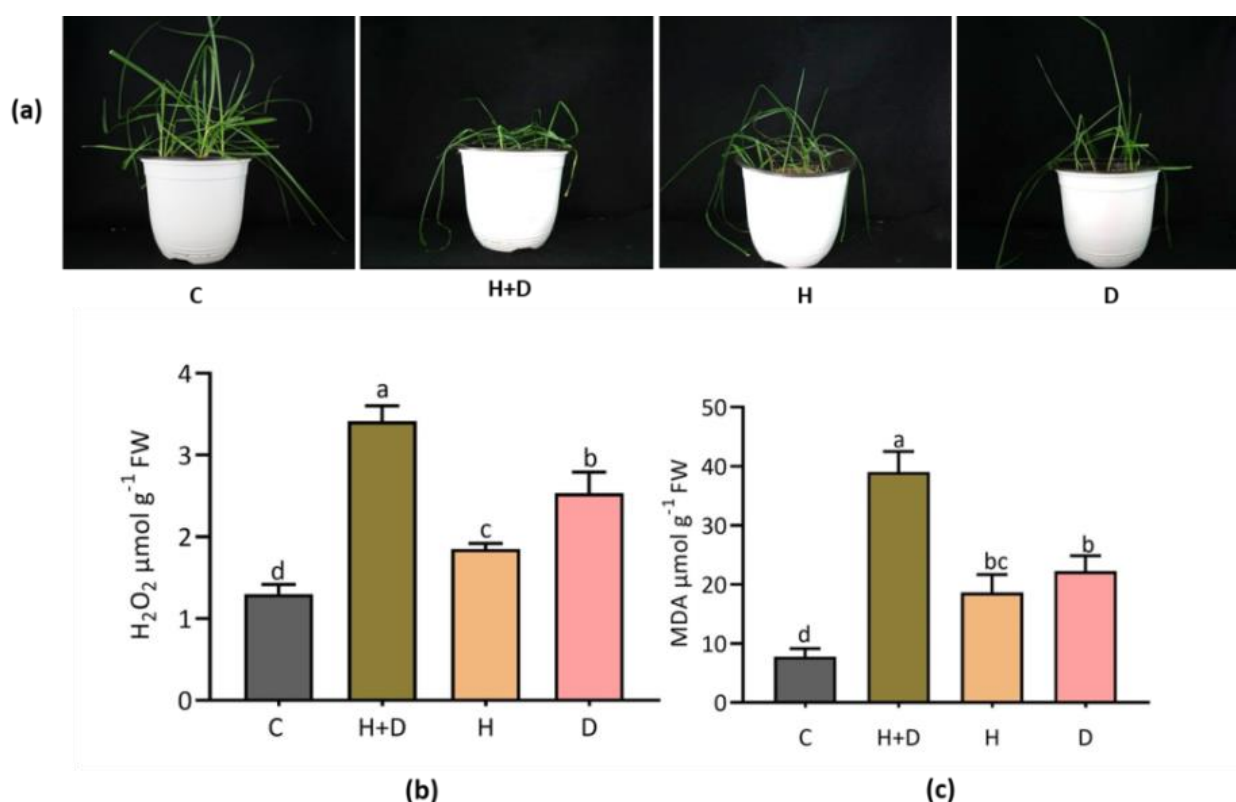 (a)
C H+D H D
H₂O₂ µmol g⁻¹ FW
4
3
2
1
0
d a c b
C H+D H D
(b)
MDA µmol g⁻¹ FW
50
40
30
20
10
0
d a bc b
C H+D H D
(c)